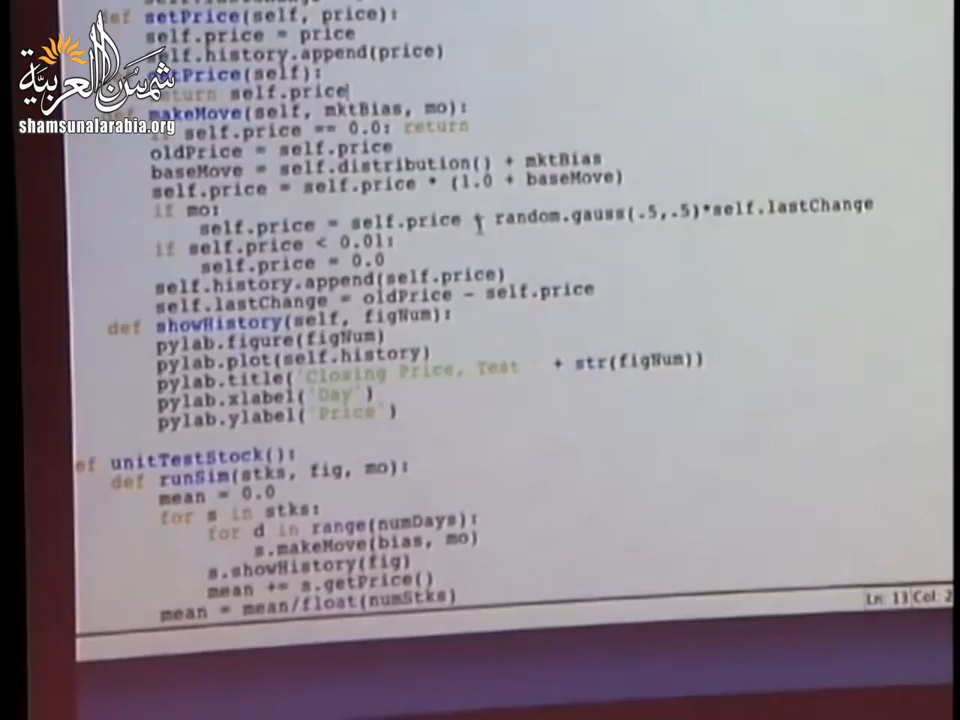 def setPrice(self, price):
self.price = price
self.history.append(price)
getPrice(self):
return self.price
makeMove(self, mktBias, mo):
if self.price == 0.0: return
oldPrice = self.price
baseMove = self.distribution() + mktBias
self.price = self.price * (1.0 + baseMove)
if mo:
self.price = self.price random.gauss(.5,.5)*self.lastChange
if self.price < 0.01:
self.price = 0.0
self.history.append(self.price)
self.lastChange = oldPrice - self.price
def showHistory(self, figNum):
pylab.figure(figNum)
pylab.plot(self.history)
pylab.title('Closing Price, Test ' + str(figNum))
pylab.xlabel('Day')
pylab.ylabel('Price')
ef unitTestStock():
def runSim(stks, fig, mo):
mean = 0.0
for s in stks:
for d in range(numDays):
s.makeMove(bias, mo)
s.showHistory(fig)
mean += s.getPrice()
mean = mean/float(numStks)
Ln: 13 Col: 2
شمس العربية
shamsunalarabia.org